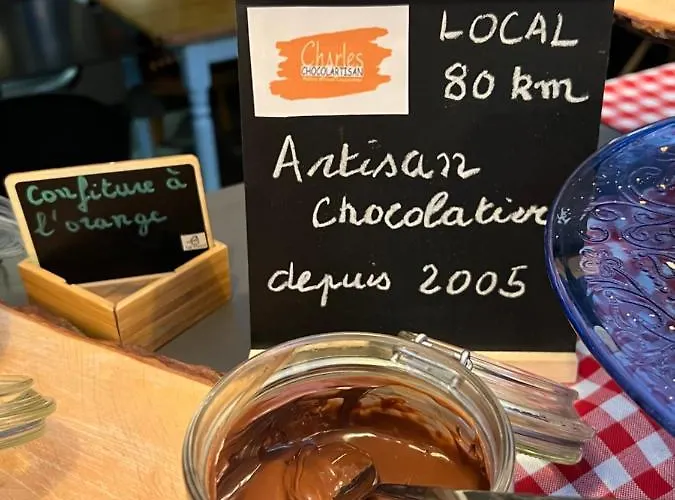 Charles
CHOCOLARTISAN
LOCAL
80 km
Artisan
Chocolatier
depuis 2005
Confiture à
l'orange